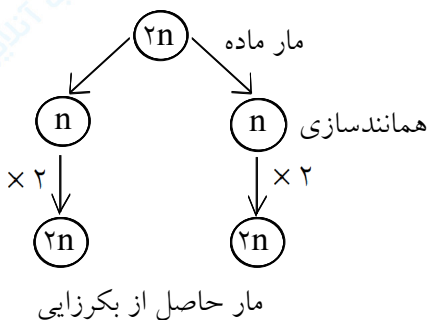 ۲n مار ماده
n n همانندسازی
× ۲ × ۲
۲n ۲n
مار حاصل از بکرزایی